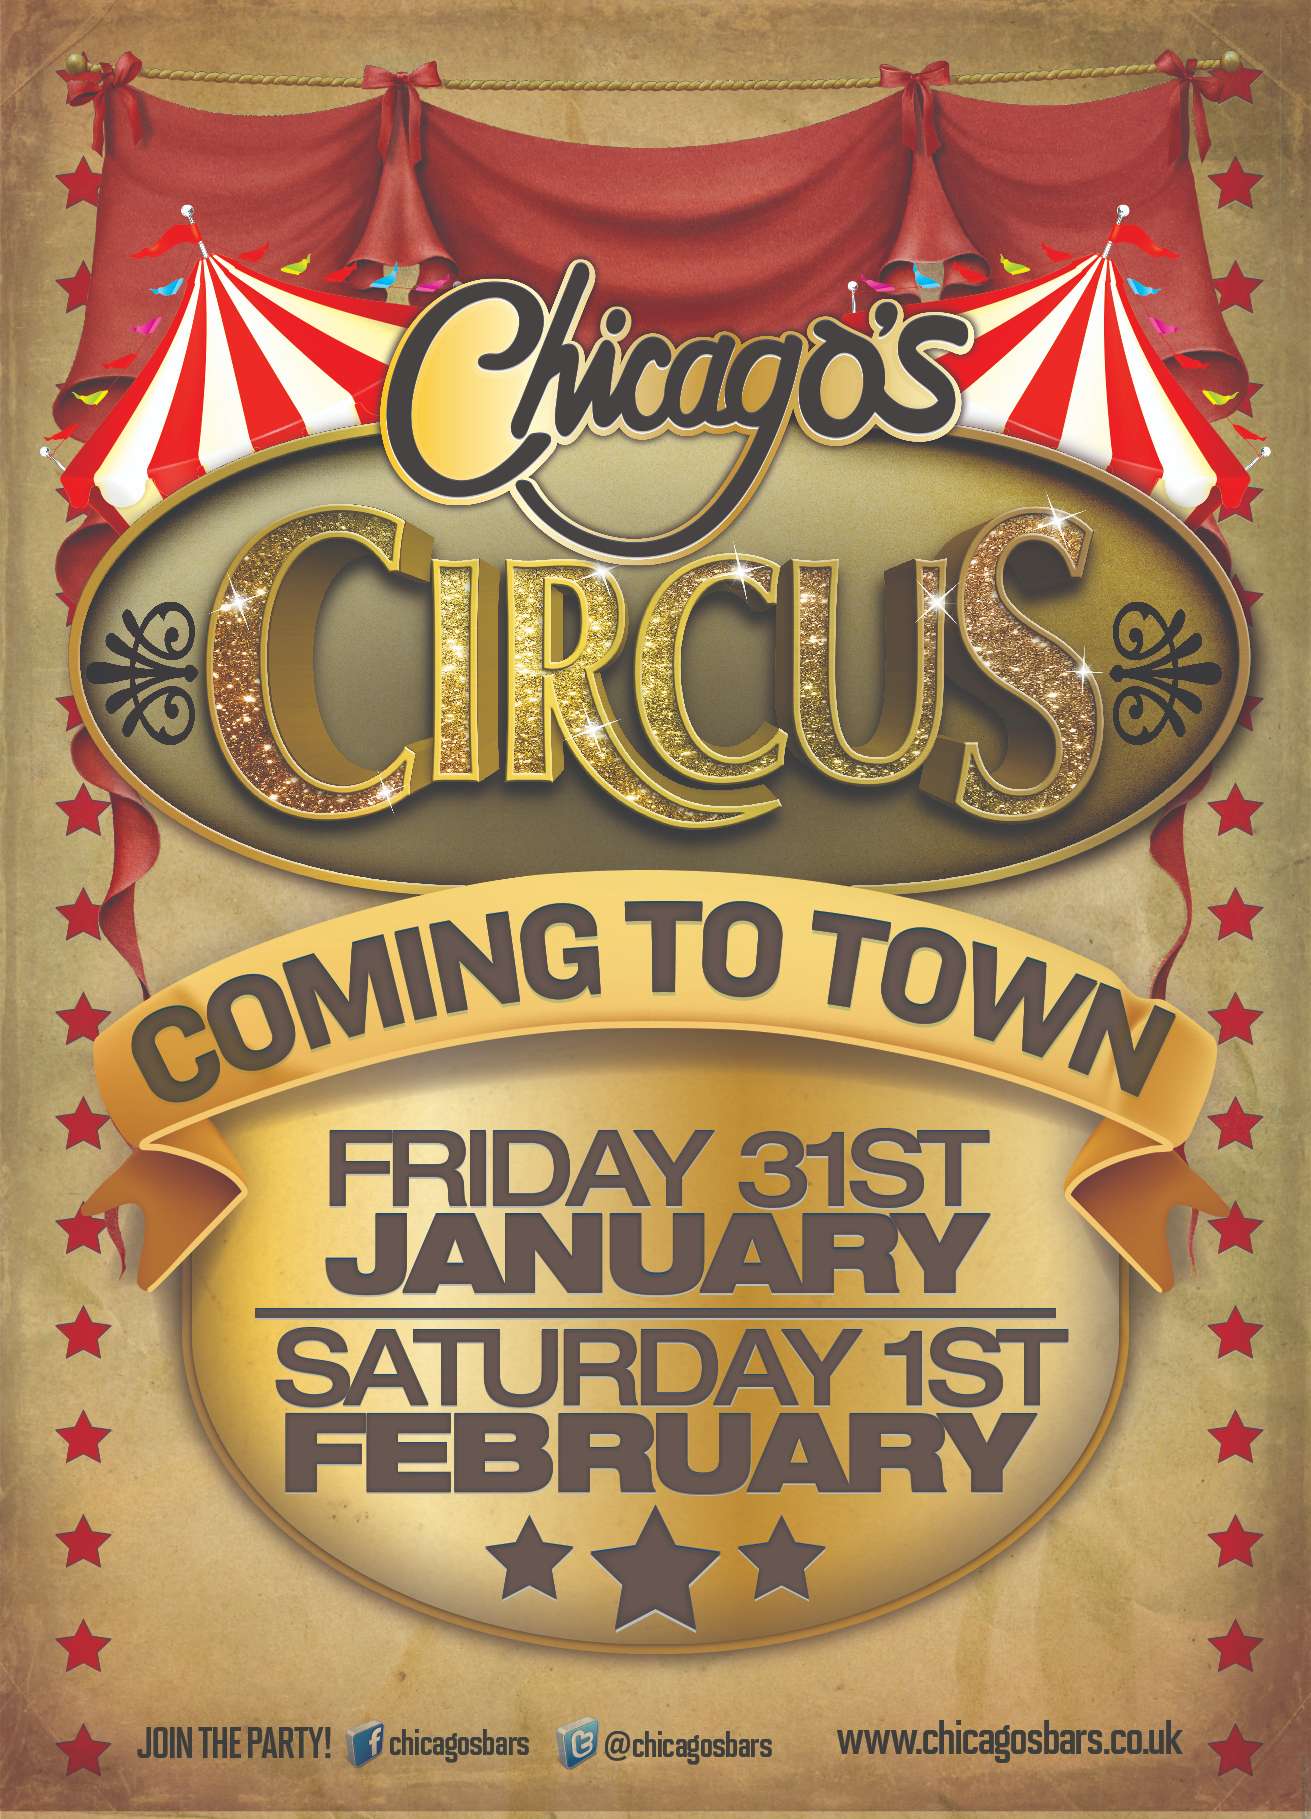 Chicago's
CIRCUS
COMING TO TOWN
FRIDAY 31ST
JANUARY
SATURDAY 1ST
FEBRUARY
JOIN THE PARTY! f chicagosbars t @chicagosbars www.chicagosbars.co.uk